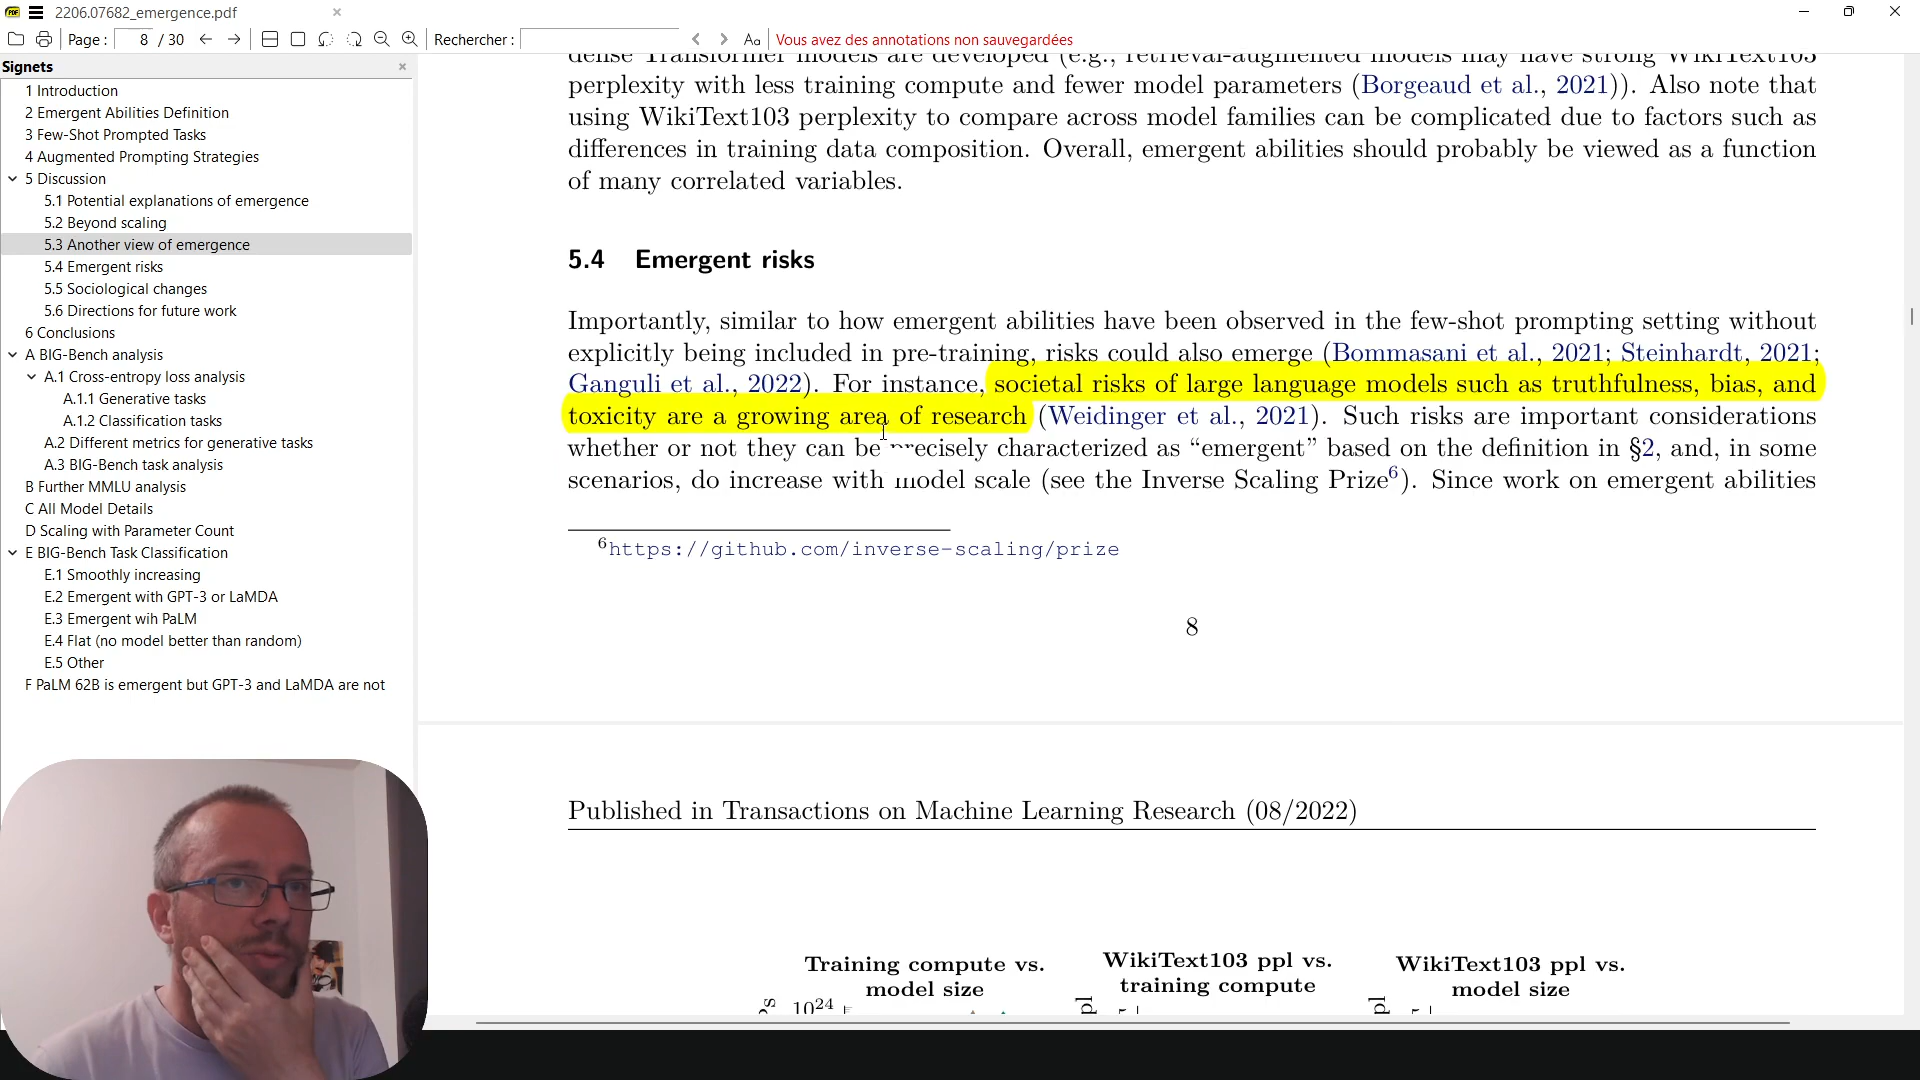 2206.07682_emergence.pdf
Page : 8 / 30 Rechercher : Aa Vous avez des annotations non sauvegardées
Signets
1 Introduction
2 Emergent Abilities Definition
3 Few-Shot Prompted Tasks
4 Augmented Prompting Strategies
5 Discussion
5.1 Potential explanations of emergence
5.2 Beyond scaling
5.3 Another view of emergence
5.4 Emergent risks
5.5 Sociological changes
5.6 Directions for future work
6 Conclusions
A BIG-Bench analysis
A.1 Cross-entropy loss analysis
A.1.1 Generative tasks
A.1.2 Classification tasks
A.2 Different metrics for generative tasks
A.3 BIG-Bench task analysis
B Further MMLU analysis
C All Model Details
D Scaling with Parameter Count
E BIG-Bench Task Classification
E.1 Smoothly increasing
E.2 Emergent with GPT-3 or LaMDA
E.3 Emergent wih PaLM
E.4 Flat (no model better than random)
E.5 Other
F PaLM 62B is emergent but GPT-3 and LaMDA are not
dense Transformer models are developed (e.g., retrieval-augmented models may have strong WikiText103
perplexity with less training compute and fewer model parameters (Borgeaud et al., 2021)). Also note that
using WikiText103 perplexity to compare across model families can be complicated due to factors such as
differences in training data composition. Overall, emergent abilities should probably be viewed as a function
of many correlated variables.
5.4 Emergent risks
Importantly, similar to how emergent abilities have been observed in the few-shot prompting setting without
explicitly being included in pre-training, risks could also emerge (Bommasani et al., 2021; Steinhardt, 2021;
Ganguli et al., 2022). For instance, societal risks of large language models such as truthfulness, bias, and
toxicity are a growing area of research (Weidinger et al., 2021). Such risks are important considerations
whether or not they can be precisely characterized as “emergent” based on the definition in §2, and, in some
scenarios, do increase with model scale (see the Inverse Scaling Prize6). Since work on emergent abilities
6https://github.com/inverse-scaling/prize
8
Published in Transactions on Machine Learning Research (08/2022)
Training compute vs.
model size
WikiText103 ppl vs.
training compute
WikiText103 ppl vs.
model size
10^24